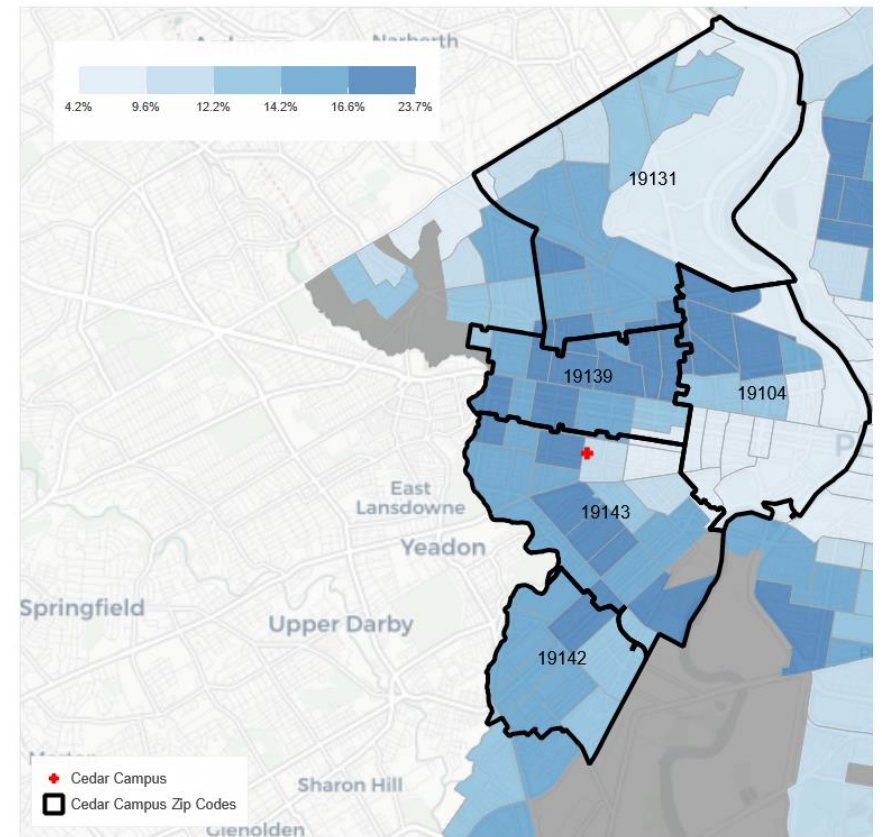 Narberth
4.2% 9.6% 12.2% 14.2% 16.6% 23.7%
19131
19139
19104
East
Lansdowne
19143
Yeadon
Springfield
Upper Darby
19142
Cedar Campus
Sharon Hill
Cedar Campus Zip Codes
Glenolden